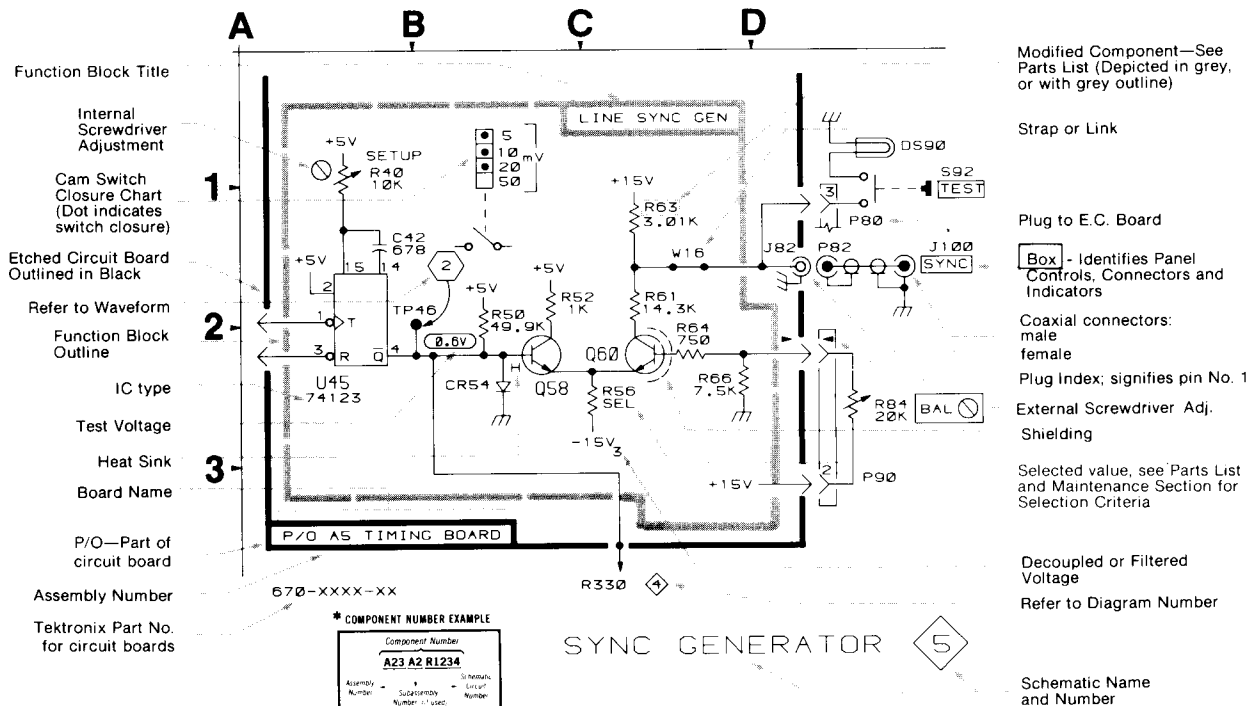 A B C D
1
2
3
Function Block Title
Internal
Screwdriver
Adjustment
Cam Switch
Closure Chart
(Dot indicates
switch closure)
Etched Circuit Board
Outlined in Black
Refer to Waveform
Function Block
Outline
IC type
Test Voltage
Heat Sink
Board Name
P/O—Part of
circuit board
Assembly Number
Tektronix Part No.
for circuit boards
LINE SYNC GEN
+5V
SETUP
R40
10K
C42
678
+5V
15
14
2
1
T
3
R
Q
4
U45
74123
5
10
20
50
mV
2
TP46
0.6V
+5V
R50
49.9K
CR54
H
+5V
R52
1K
Q58
Q60
R56
SEL
-15V
3
+15V
R63
3.01K
W16
R61
14.3K
R64
750
R66
7.5K
+15V
DS90
S92
TEST
3
P80
J82
P82
J100
SYNC
R84
20K
BAL
2
P90
P/O A5 TIMING BOARD
R330
4
670-XXXX-XX
* COMPONENT NUMBER EXAMPLE
Component Number
A23 A2 R1234
Assembly
Number
Subassembly
Number
used
Schematic
Circuit
Number
SYNC GENERATOR
5
Modified Component—See
Parts List (Depicted in grey,
or with grey outline)
Strap or Link
Plug to E.C. Board
Box - Identifies Panel
Controls, Connectors and
Indicators
Coaxial connectors:
male
female
Plug Index; signifies pin No. 1
External Screwdriver Adj.
Shielding
Selected value, see Parts List
and Maintenance Section for
Selection Criteria
Decoupled or Filtered
Voltage
Refer to Diagram Number
Schematic Name
and Number